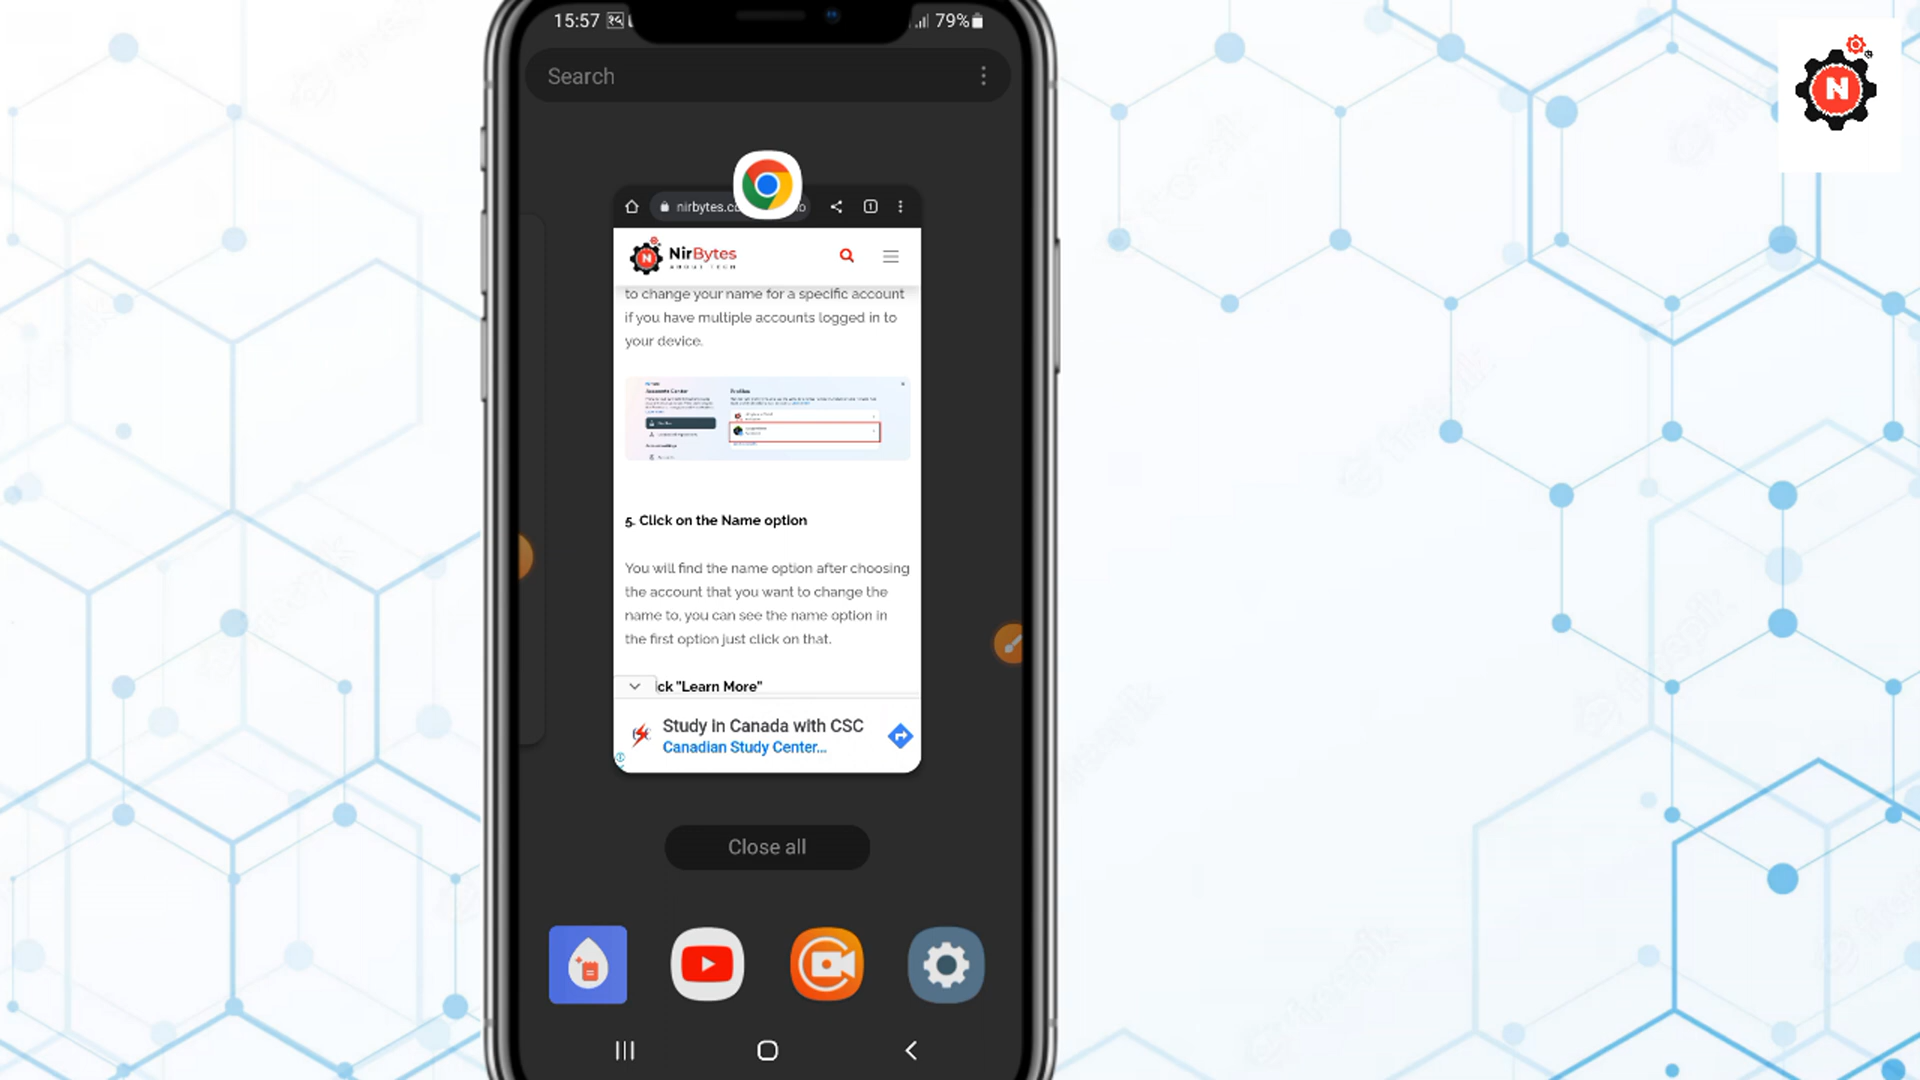 15:57
79%
Search
nirbytes.c
NirBytes
ABOUT TECH
to change your name for a specific account
if you have multiple accounts logged in to
your device.
5. Click on the Name option
You will find the name option after choosing
the account that you want to change the
name to, you can see the name option in
the first option just click on that.
ck "Learn More"
Study in Canada with CSC
Canadian Study Center...
Close all
N